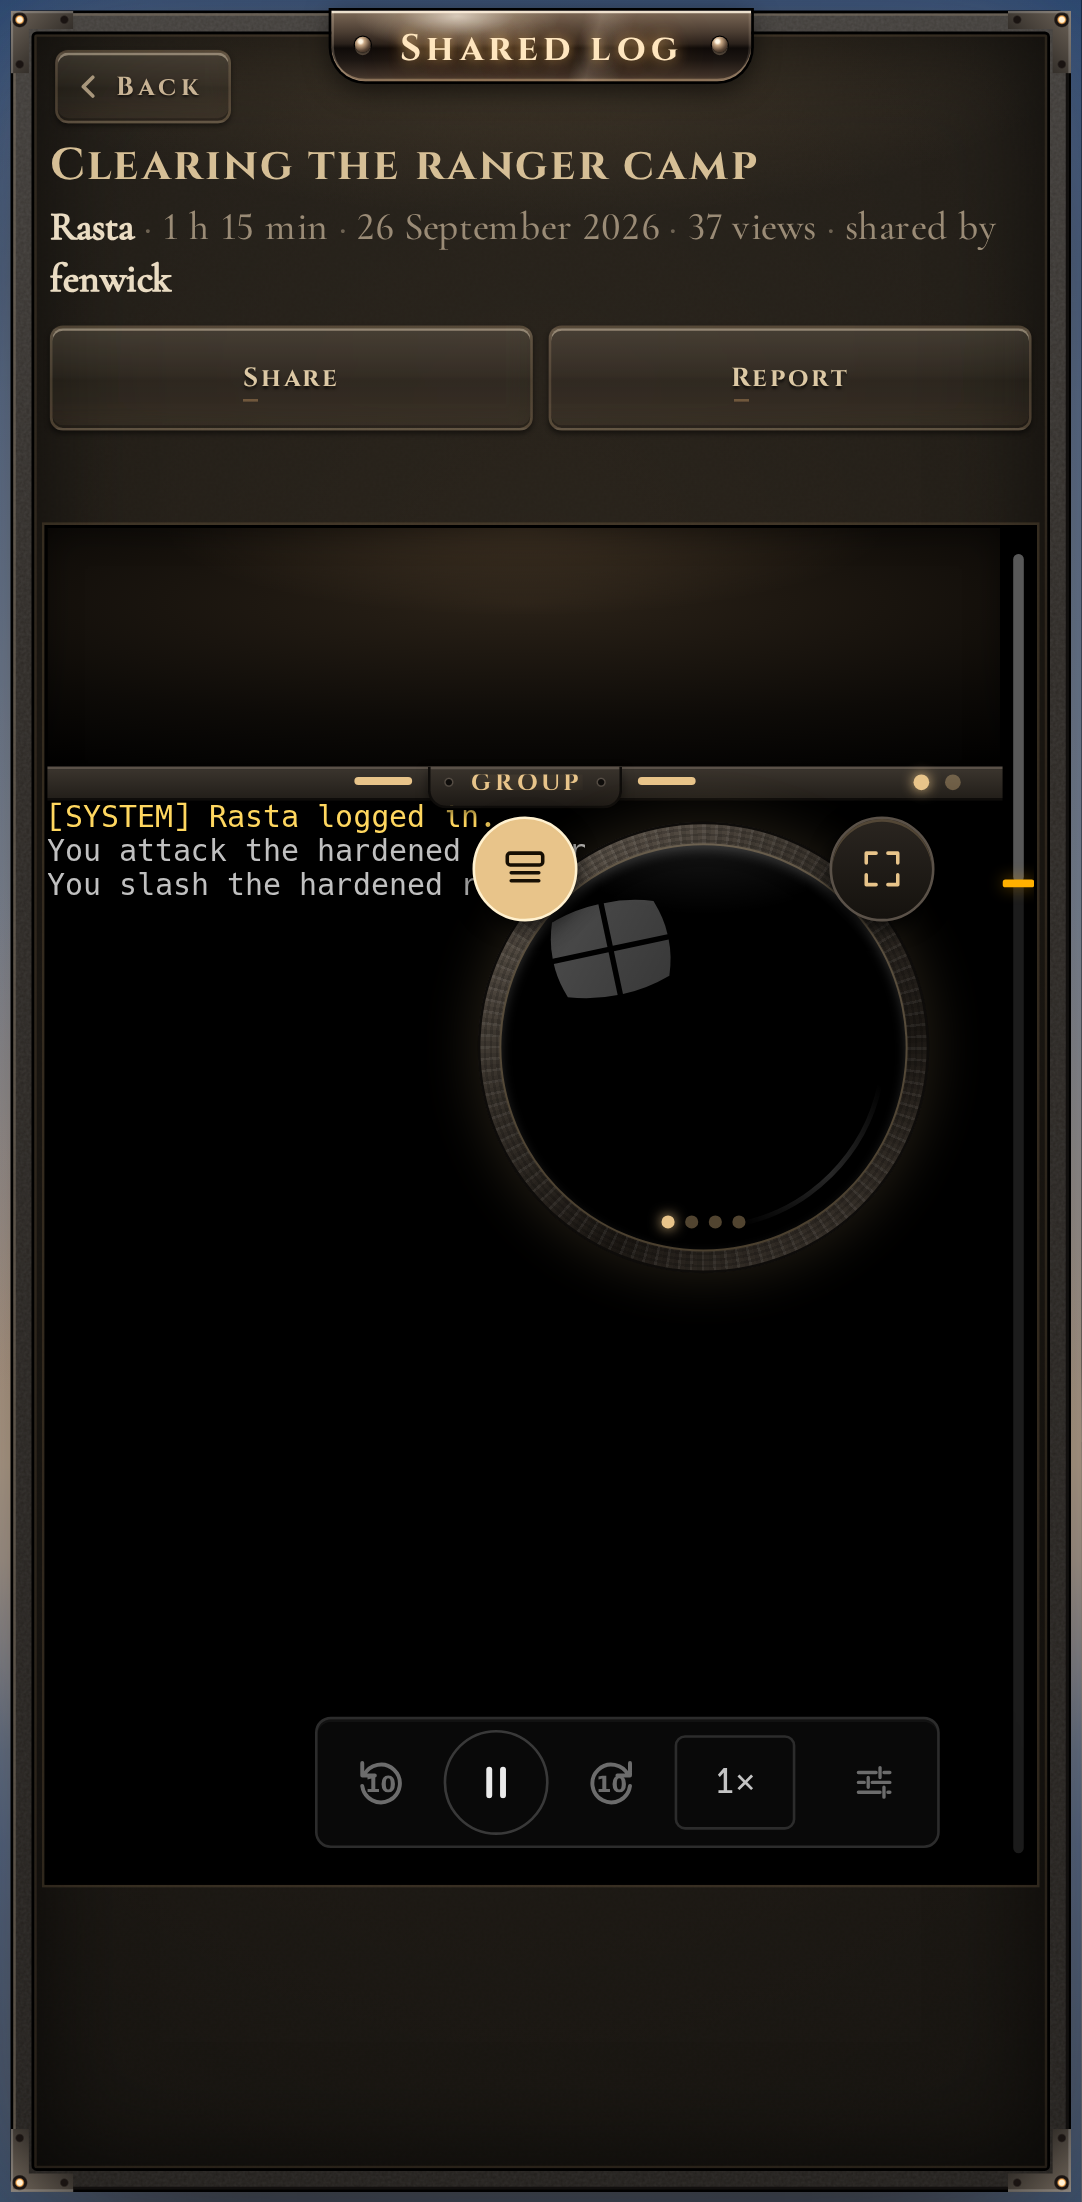 SHARED LOG
BACK
CLEARING THE RANGER CAMP
Rasta · 1 h 15 min · 26 September 2026 · 37 views · shared by
fenwick
SHARE
REPORT
GROUP
[SYSTEM] Rasta logged in.
You attack the hardened
You slash the hardened
10
10
1×